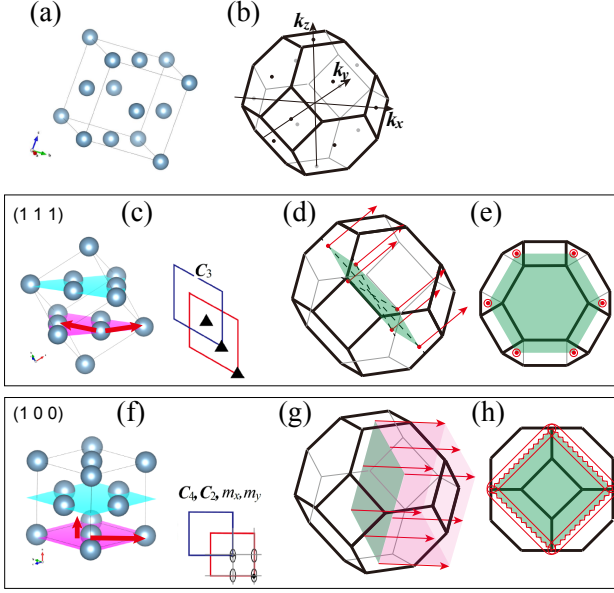 (a)
(b)
k_z
k_y
k_x
(1 1 1)
(c)
(d)
(e)
C_3
(1 0 0)
(f)
(g)
(h)
C_4, C_2, m_x, m_y